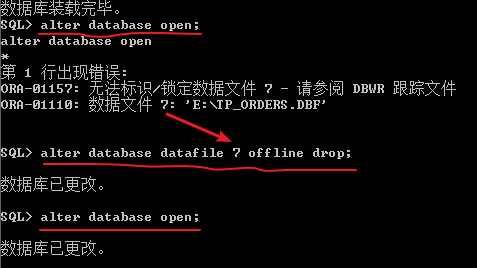 数据库装载完毕。
SQL> alter database open;
alter database open
*
第 1 行出现错误:
ORA-01157: 无法标识/锁定数据文件 7 - 请参阅 DBWR 跟踪文件
ORA-01110: 数据文件 7: 'E:\TP_ORDERS.DBF'
SQL> alter database datafile 7 offline drop;
数据库已更改。
SQL> alter database open;
数据库已更改。